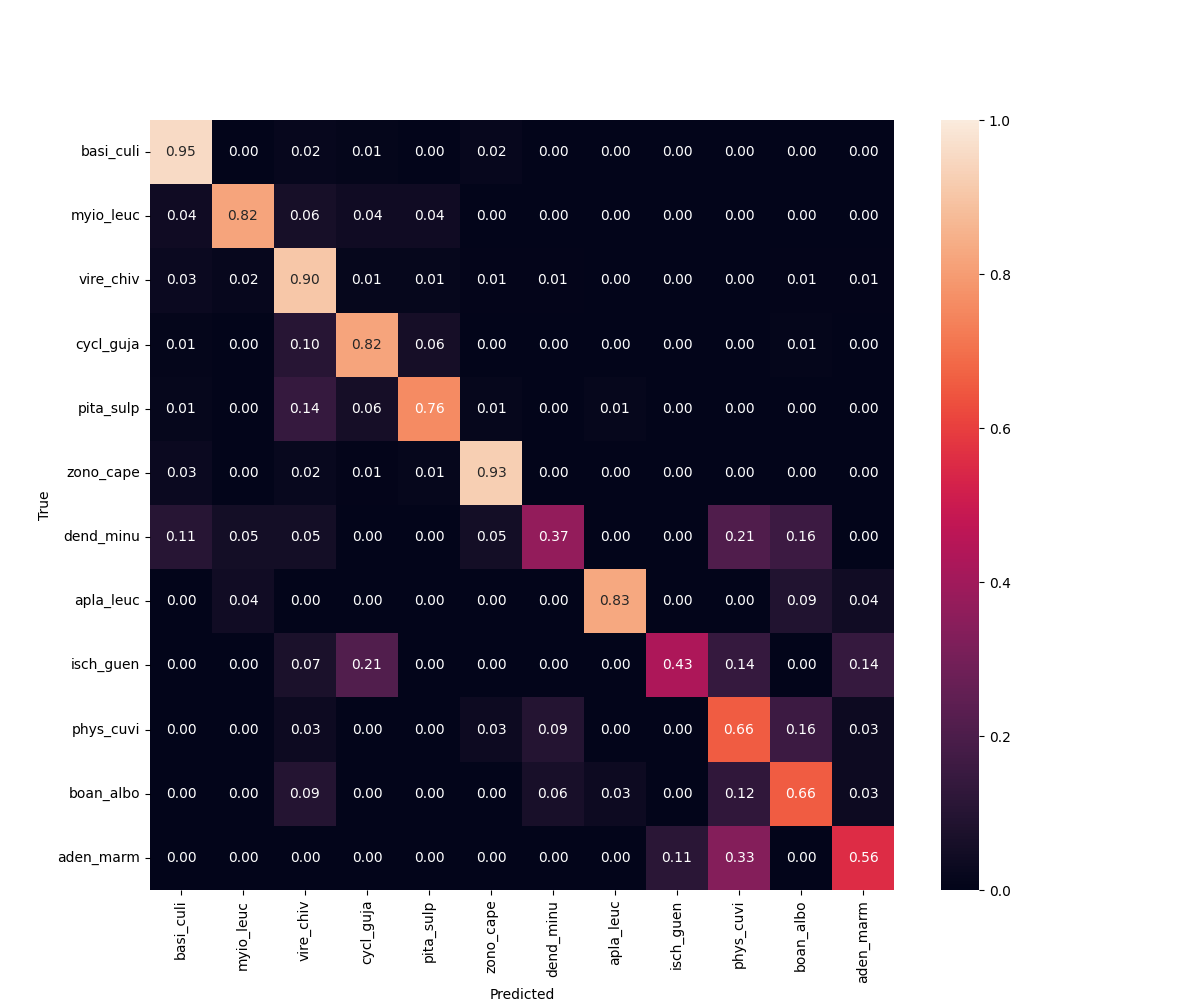 1.0
basi_culi 0.95 0.00 0.02 0.01 0.00 0.02 0.00 0.00 0.00 0.00 0.00 0.00
myio_leuc 0.04 0.82 0.06 0.04 0.04 0.00 0.00 0.00 0.00 0.00 0.00 0.00
0.8
vire_chiv 0.03 0.02 0.90 0.01 0.01 0.01 0.01 0.00 0.00 0.00 0.01 0.01
cycl_guja 0.01 0.00 0.10 0.82 0.06 0.00 0.00 0.00 0.00 0.00 0.01 0.00
pita_sulp 0.01 0.00 0.14 0.06 0.76 0.01 0.00 0.01 0.00 0.00 0.00 0.00
0.6
zono_cape 0.03 0.00 0.02 0.01 0.01 0.93 0.00 0.00 0.00 0.00 0.00 0.00
True
dend_minu 0.11 0.05 0.05 0.00 0.00 0.05 0.37 0.00 0.00 0.21 0.16 0.00
0.4
apla_leuc 0.00 0.04 0.00 0.00 0.00 0.00 0.00 0.83 0.00 0.00 0.09 0.04
isch_guen 0.00 0.00 0.07 0.21 0.00 0.00 0.00 0.00 0.43 0.14 0.00 0.14
phys_cuvi 0.00 0.00 0.03 0.00 0.00 0.03 0.09 0.00 0.00 0.66 0.16 0.03
0.2
boan_albo 0.00 0.00 0.09 0.00 0.00 0.00 0.06 0.03 0.00 0.12 0.66 0.03
aden_marm 0.00 0.00 0.00 0.00 0.00 0.00 0.00 0.00 0.11 0.33 0.00 0.56
0.0
basi_culi myio_leuc vire_chiv cycl_guja pita_sulp zono_cape dend_minu apla_leuc isch_guen phys_cuvi boan_albo aden_marm
Predicted